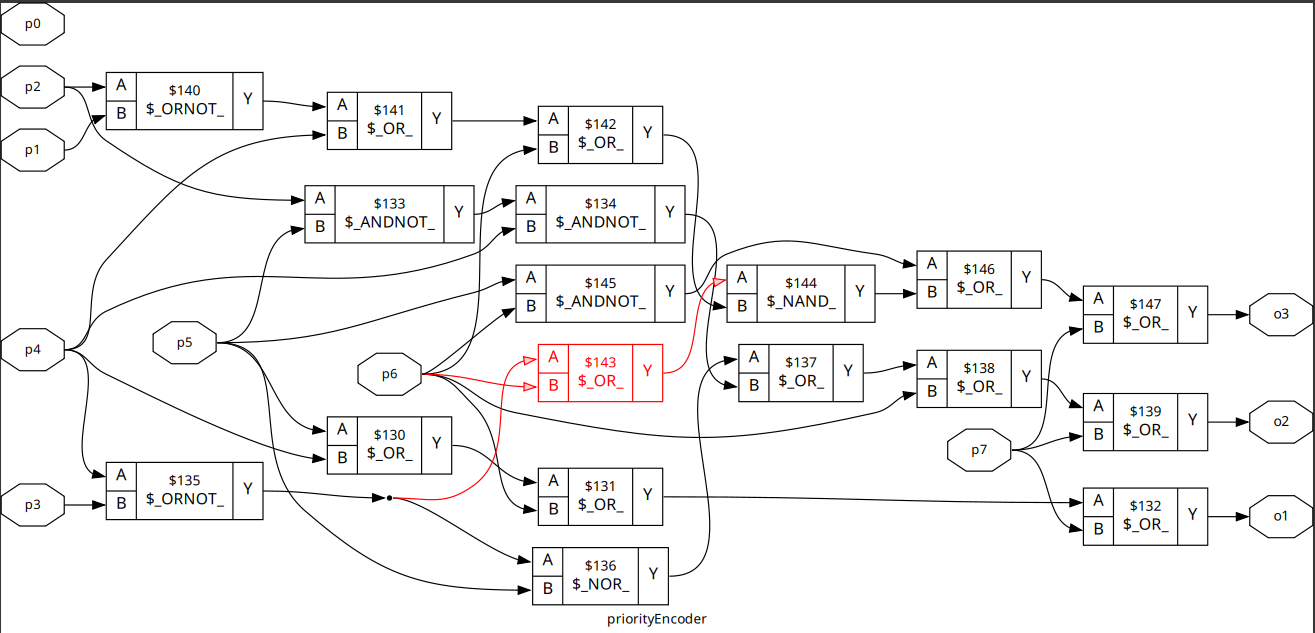 p0
p2
p1
A
B
$140
$_ORNOT_
Y
A
B
$141
$_OR_
Y
A
B
$142
$_OR_
Y
A
B
$133
$_ANDNOT_
Y
A
B
$134
$_ANDNOT_
Y
A
B
$145
$_ANDNOT_
Y
A
B
$144
$_NAND_
Y
A
B
$146
$_OR_
Y
A
B
$147
$_OR_
Y
o3
p4
p5
p6
A
B
$143
$_OR_
Y
A
B
$137
$_OR_
Y
A
B
$138
$_OR_
Y
A
B
$139
$_OR_
Y
o2
p7
A
B
$130
$_OR_
Y
p3
A
B
$135
$_ORNOT_
Y
A
B
$131
$_OR_
Y
A
B
$132
$_OR_
Y
o1
A
B
$136
$_NOR_
Y
priorityEncoder